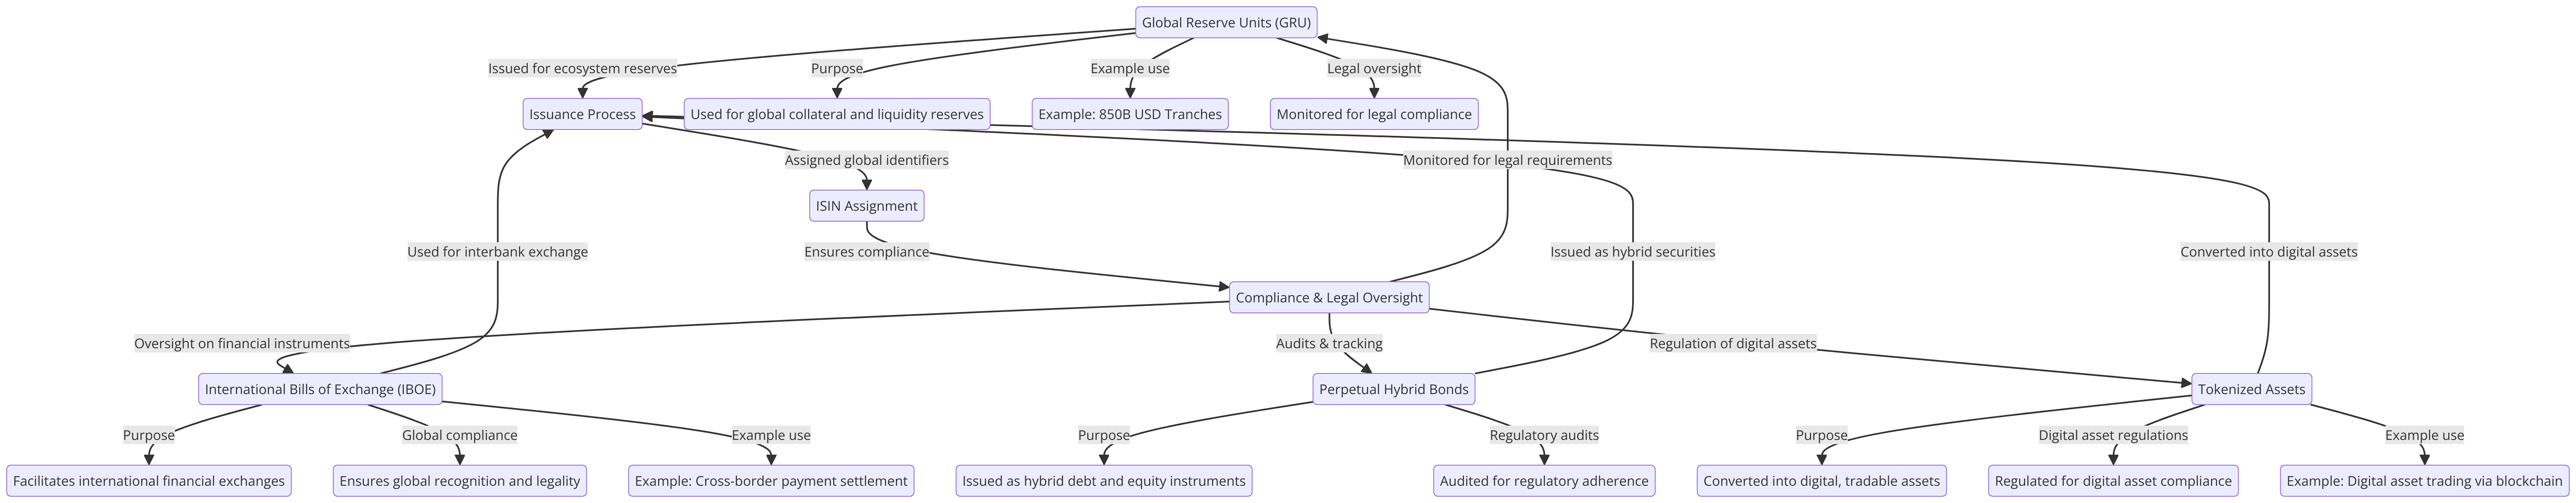 Global Reserve Units (GRU)
Issued for ecosystem reserves
Purpose
Example use
Legal oversight
Issuance Process
Used for global collateral and liquidity reserves
Example: 850B USD Tranches
Monitored for legal compliance
Assigned global identifiers
Monitored for legal requirements
ISIN Assignment
Used for interbank exchange
Ensures compliance
Issued as hybrid securities
Converted into digital assets
Compliance & Legal Oversight
Oversight on financial instruments
Audits & tracking
Regulation of digital assets
International Bills of Exchange (IBOE)
Perpetual Hybrid Bonds
Tokenized Assets
Purpose
Global compliance
Example use
Purpose
Regulatory audits
Purpose
Digital asset regulations
Example use
Facilitates international financial exchanges
Ensures global recognition and legality
Example: Cross-border payment settlement
Issued as hybrid debt and equity instruments
Audited for regulatory adherence
Converted into digital, tradable assets
Regulated for digital asset compliance
Example: Digital asset trading via blockchain